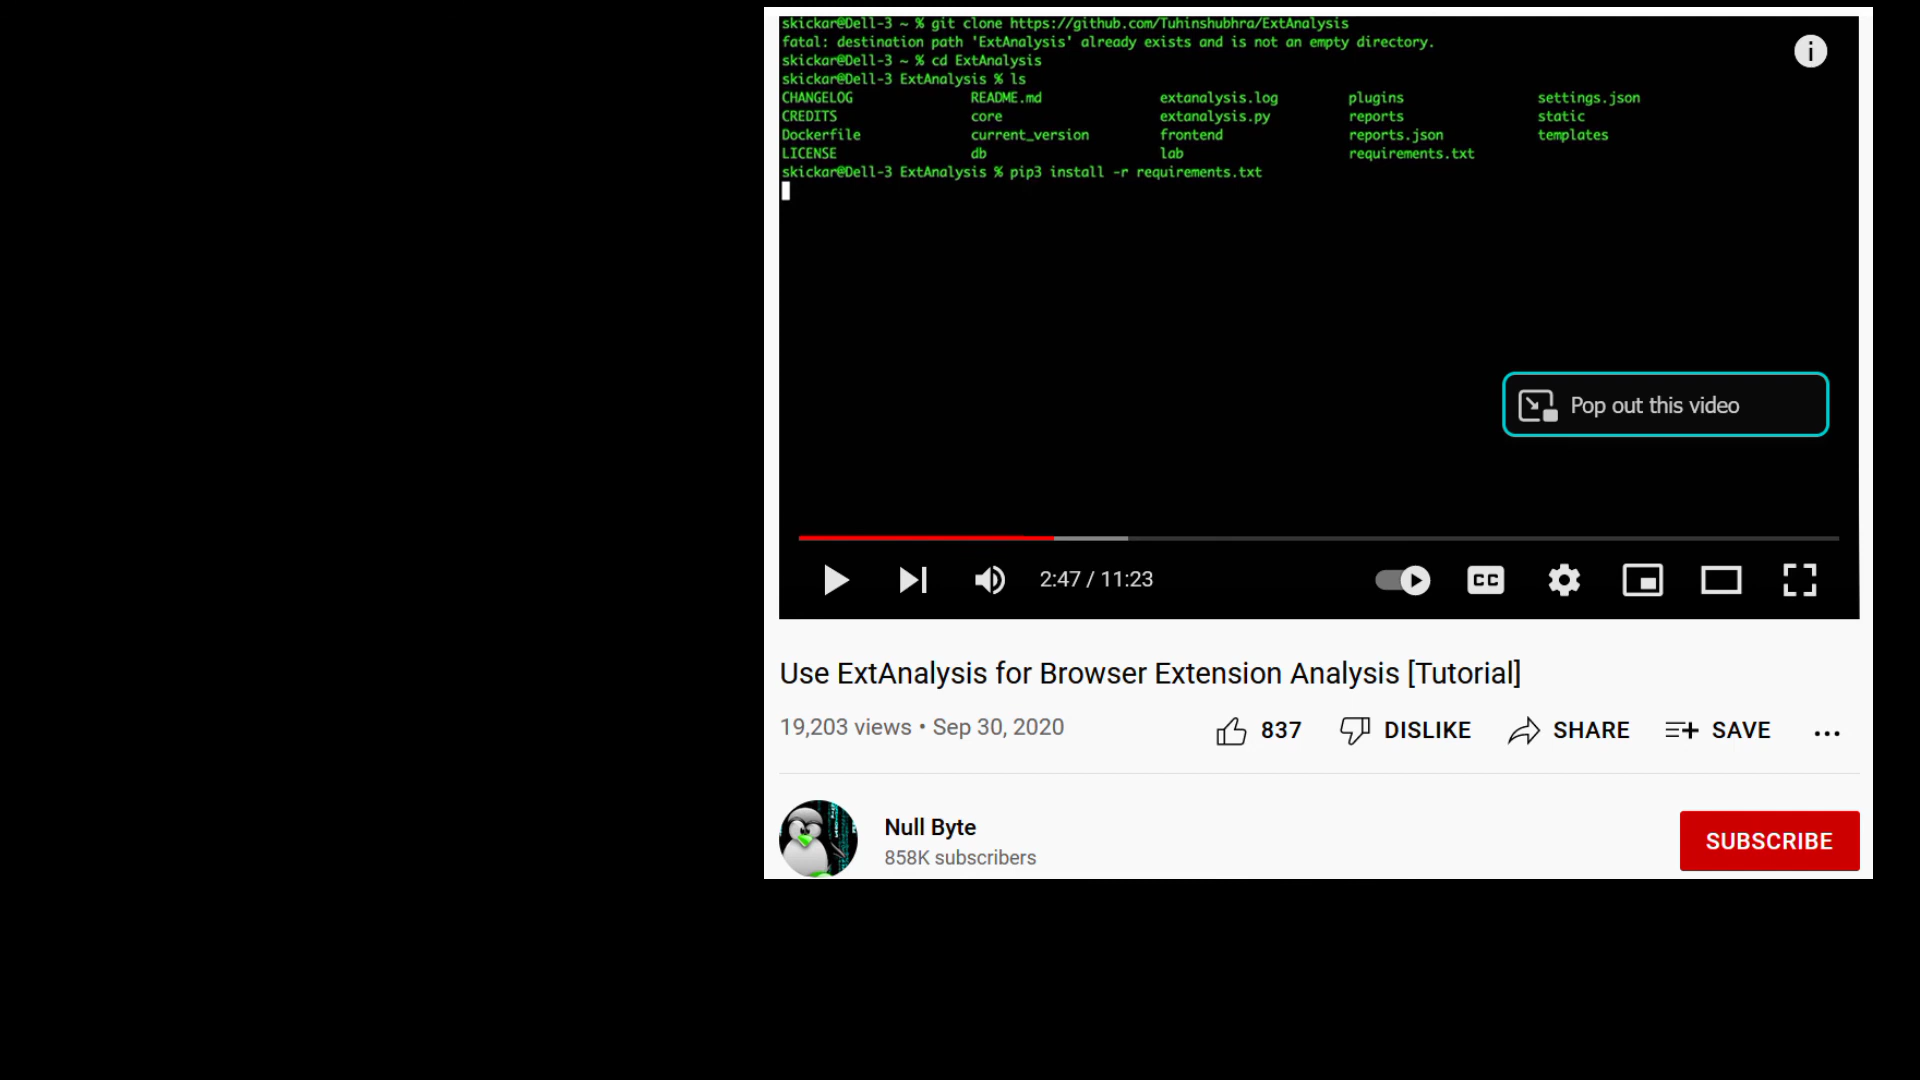 skickar@Dell-3 ~ % git clone https://github.com/Tuhinshubhra/ExtAnalysis
fatal: destination path 'ExtAnalysis' already exists and is not an empty directory.
skickar@Dell-3 ~ % cd ExtAnalysis
skickar@Dell-3 ExtAnalysis % ls
CHANGELOG README.md extanalysis.log plugins settings.json
CREDITS core extanalysis.py reports static
Dockerfile current_version frontend reports.json templates
LICENSE db lab requirements.txt
skickar@Dell-3 ExtAnalysis % pip3 install -r requirements.txt
Pop out this video
2:47 / 11:23
CC
Use ExtAnalysis for Browser Extension Analysis [Tutorial]
19,203 views • Sep 30, 2020 837 DISLIKE SHARE SAVE ...
Null Byte
858K subscribers
SUBSCRIBE